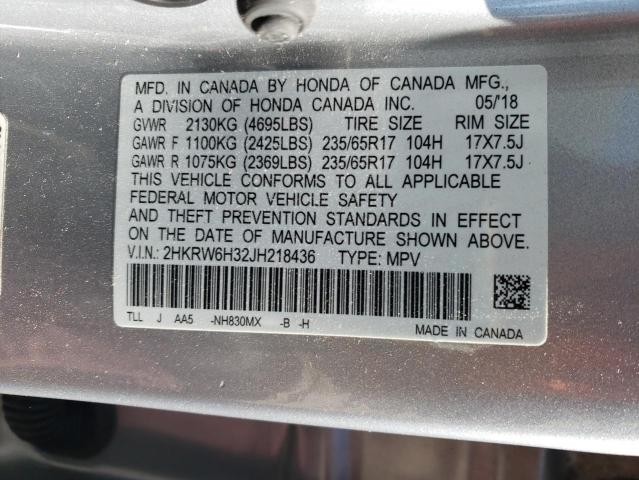 MFD. IN CANADA BY HONDA OF CANADA MFG.,
A DIVISION OF HONDA CANADA INC. 05/'18
GVWR 2130KG (4695LBS) TIRE SIZE RIM SIZE
GAWR F 1100KG (2425LBS) 235/65R17 104H 17X7.5J
GAWR R 1075KG (2369LBS) 235/65R17 104H 17X7.5J
THIS VEHICLE CONFORMS TO ALL APPLICABLE
FEDERAL MOTOR VEHICLE SAFETY
AND THEFT PREVENTION STANDARDS IN EFFECT
ON THE DATE OF MANUFACTURE SHOWN ABOVE.
V.I.N.: 2HKRW6H32JH218436 TYPE: MPV
TLL J AA5 -NH830MX -B -H
MADE IN CANADA